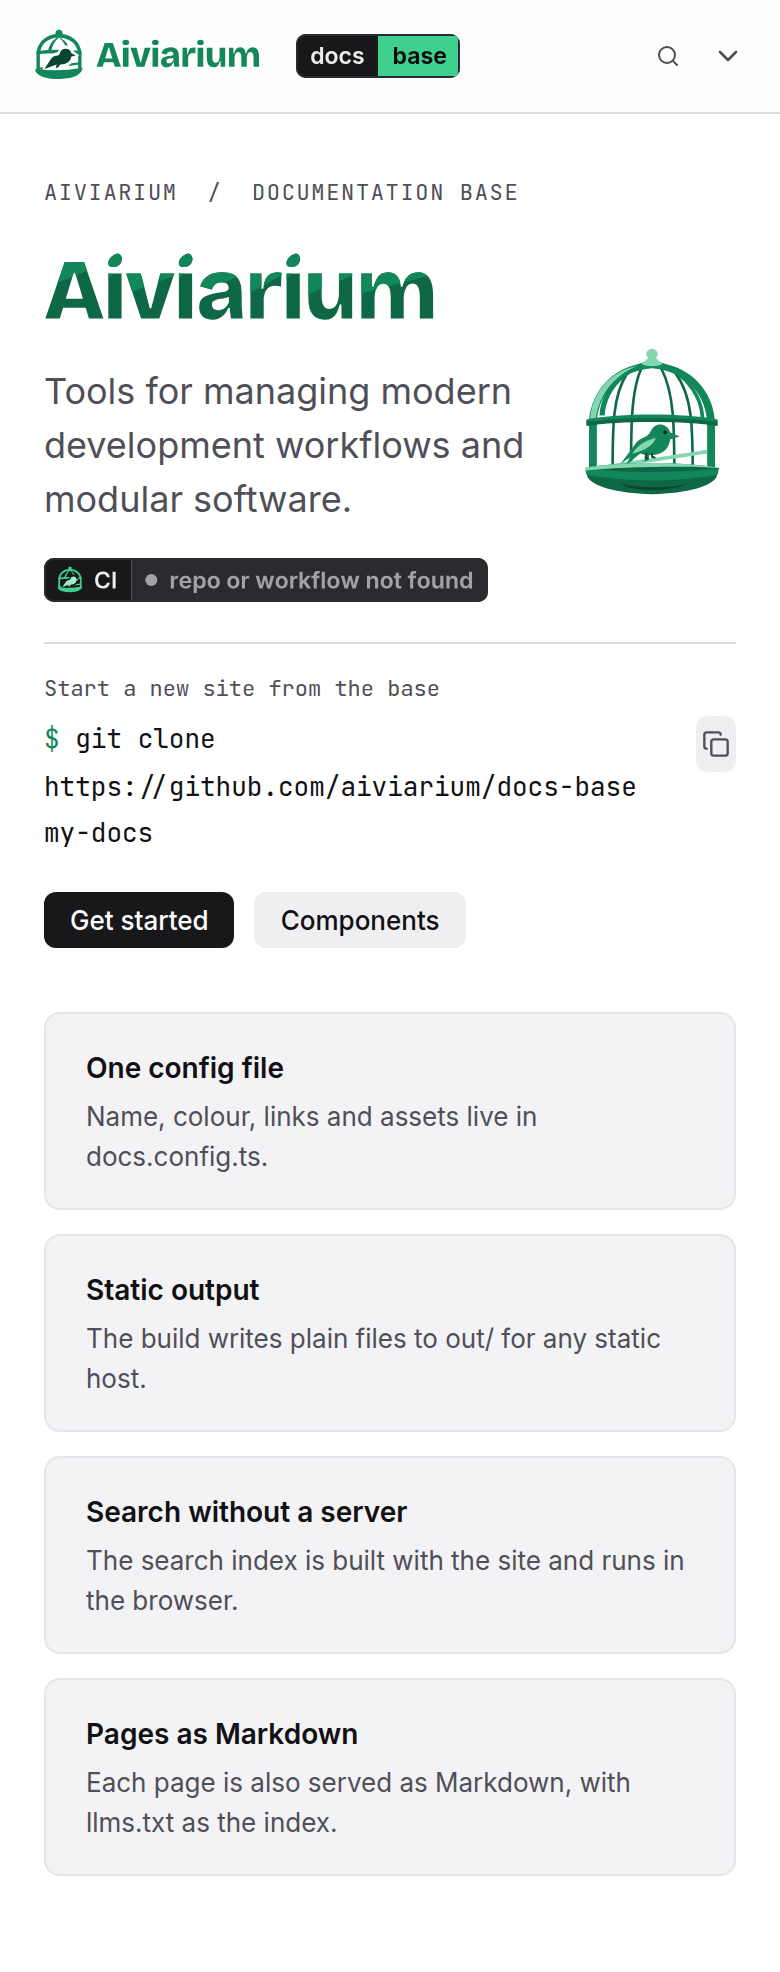 Aiviarium docs base
AIVIARIUM / DOCUMENTATION BASE
Aiviarium
Tools for managing modern
development workflows and
modular software.
CI repo or workflow not found
Start a new site from the base
$ git clone
https://github.com/aiviarium/docs-base
my-docs
Get started Components
One config file
Name, colour, links and assets live in
docs.config.ts.
Static output
The build writes plain files to out/ for any static
host.
Search without a server
The search index is built with the site and runs in
the browser.
Pages as Markdown
Each page is also served as Markdown, with
llms.txt as the index.